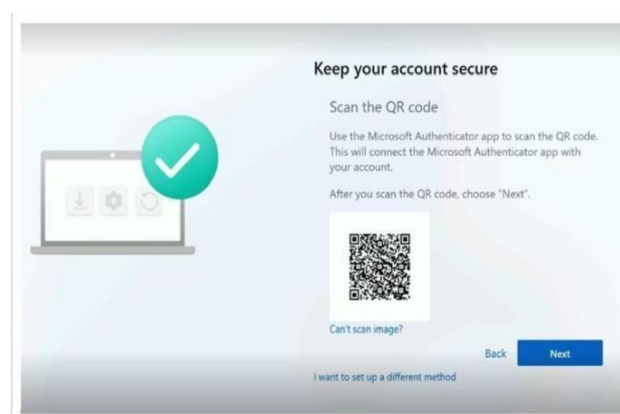 Keep your account secure
Scan the QR code
Use the Microsoft Authenticator app to scan the QR code.
This will connect the Microsoft Authenticator app with
your account.
After you scan the QR code, choose "Next".
Can't scan image?
Back
Next
I want to set up a different method